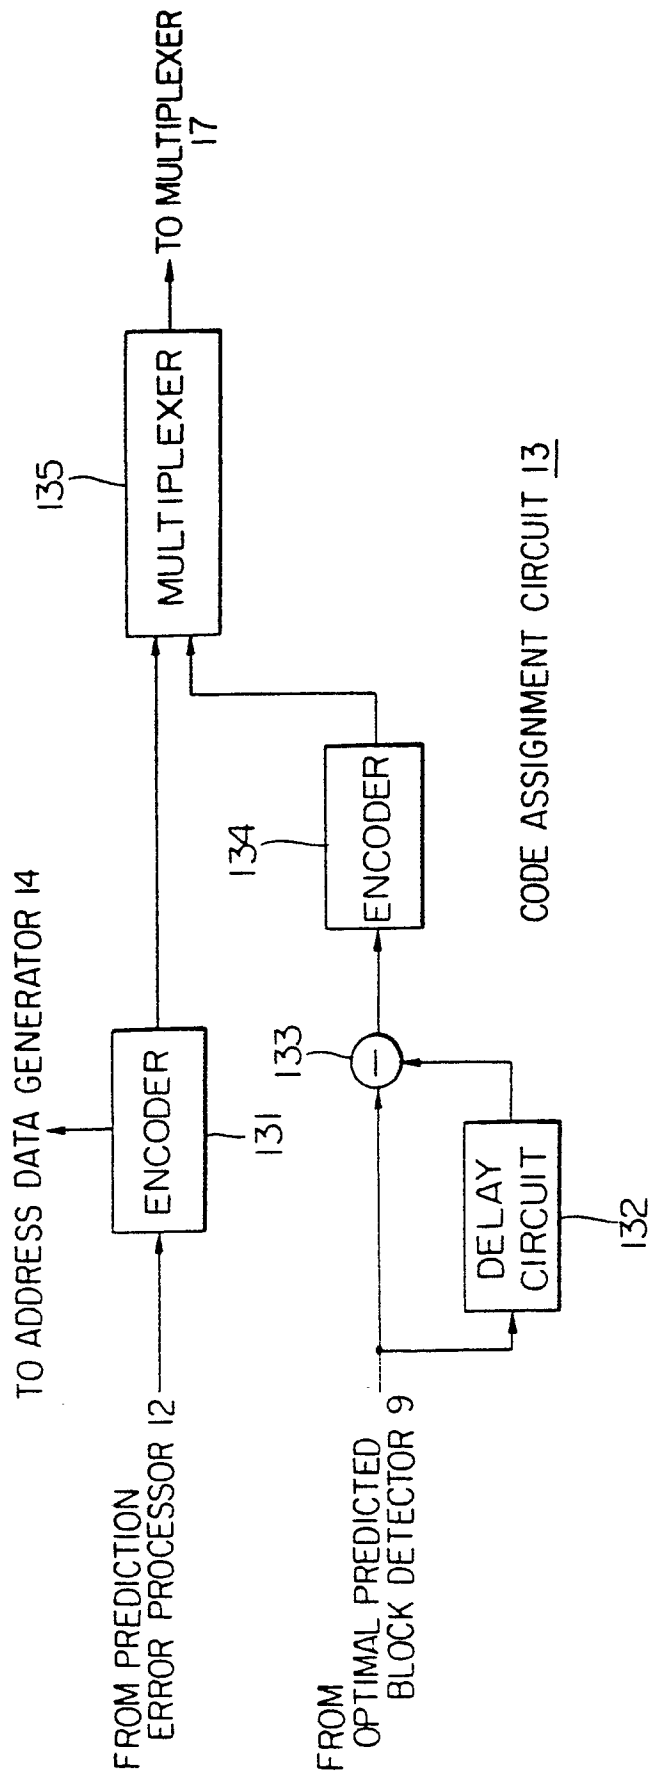 TO ADDRESS DATA GENERATOR 14
FROM PREDICTION
ERROR PROCESSOR 12
ENCODER
131
135
MULTIPLEXER
TO MULTIPLEXER
17
FROM
OPTIMAL PREDICTED
BLOCK DETECTOR 9
133
−
134
ENCODER
DELAY
CIRCUIT
132
CODE ASSIGNMENT CIRCUIT 13